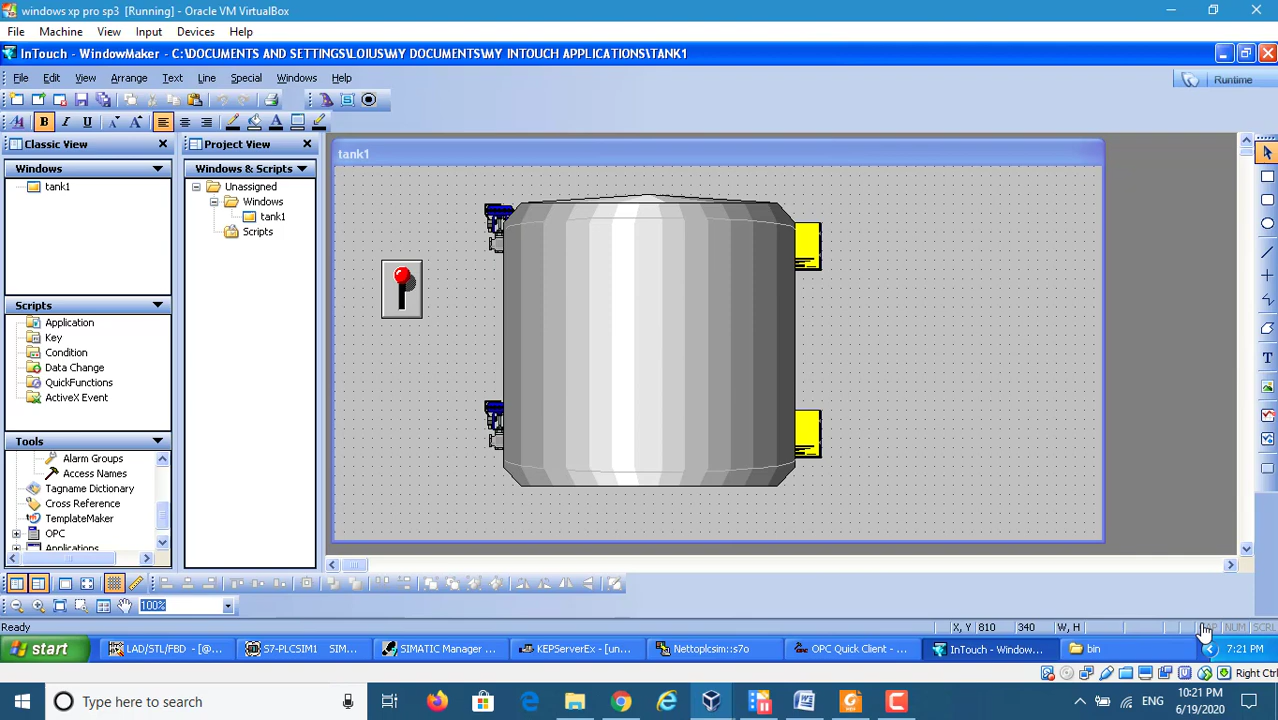 windows xp pro sp3  [Running] - Oracle VM VirtualBox
File Machine View Input Devices Help
InTouch - WindowMaker - C:\DOCUMENTS AND SETTINGS\LOIUS\MY DOCUMENTS\MY INTOUCH APPLICATIONS\TANK1
File Edit View Arrange Text Line Special Windows Help
Runtime
B I U A A A
Classic View
Windows
tank1
Scripts
Application
Key
Condition
Data Change
QuickFunctions
ActiveX Event
Tools
Alarm Groups
Access Names
Tagname Dictionary
Cross Reference
TemplateMaker
OPC
Applications
Project View
Windows & Scripts
Unassigned
Windows
tank1
Scripts
tank1
T
100%
Ready
X, Y 810 340 W, H
CAP NUM SCRL
start
LAD/STL/FBD - [@...
S7-PLCSIM1 SIM...
SIMATIC Manager ...
KEPServerEx - [un...
Nettoplcsim::s7o
OPC Quick Client - ...
InTouch - Window...
bin
7:21 PM
Right Ctrl
Type here to search
ENG
10:21 PM
6/19/2020